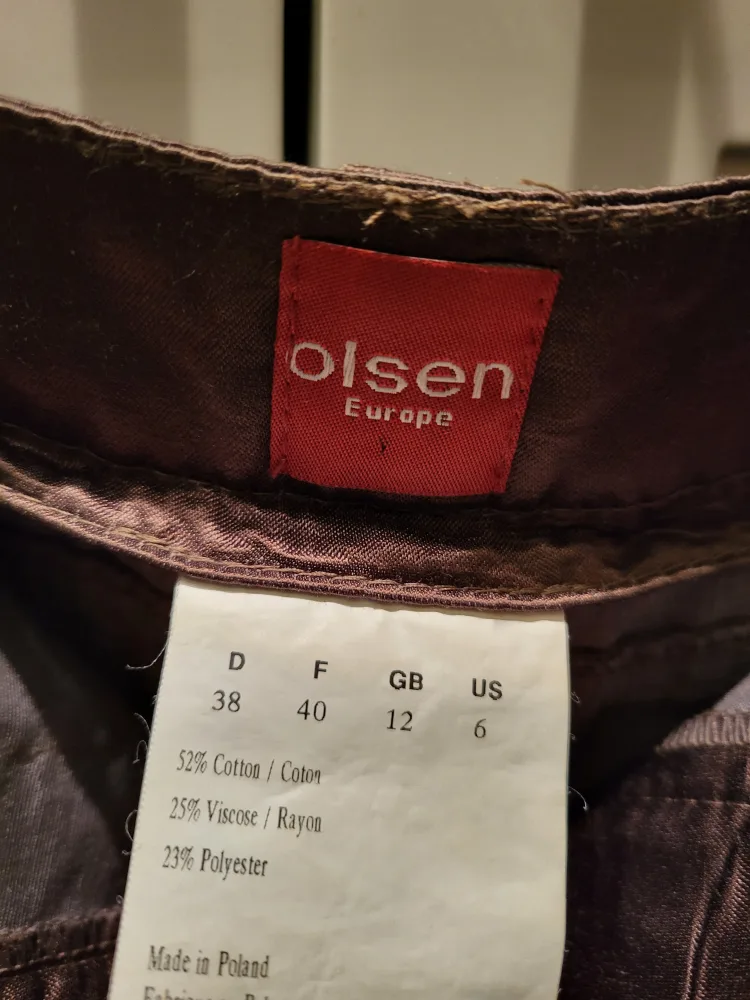 olsen
Europe
D F GB US
38 40 12 6
52% Cotton / Coton
25% Viscose / Rayon
23% Polyester
Made in Poland